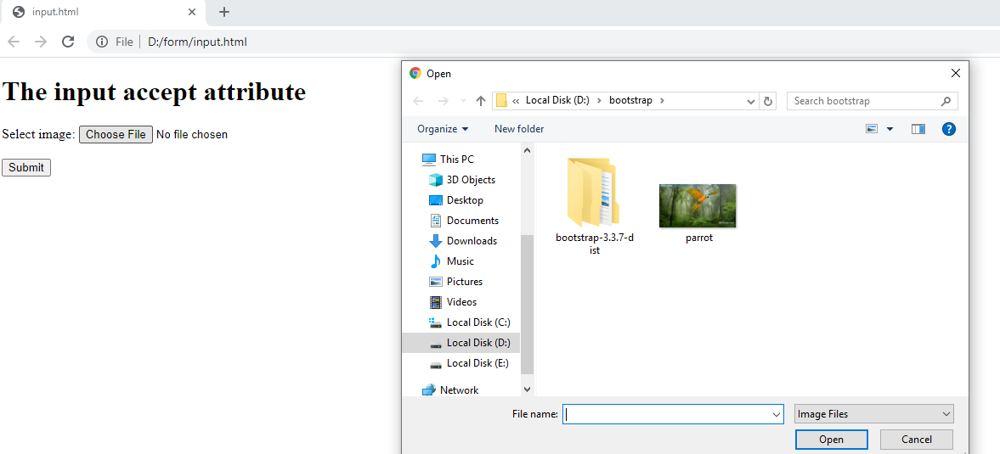 input.html
File D:/form/input.html
The input accept attribute
Select image: Choose File No file chosen
Submit
Open
« Local Disk (D:) › bootstrap ›
Search bootstrap
Organize
New folder
?
This PC
3D Objects
Desktop
Documents
Downloads
Music
Pictures
Videos
Local Disk (C:)
Local Disk (D:)
Local Disk (E:)
Network
bootstrap-3.3.7-d
ist
parrot
File name:
Image Files
Open
Cancel